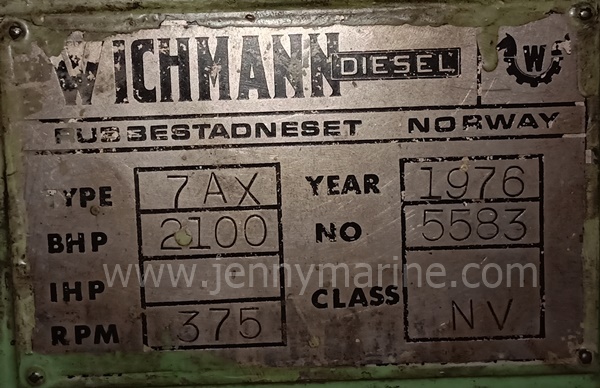 WICHMANN DIESEL W
RUBBESTADNESET NORWAY
TYPE 7AX YEAR 1976
BHP 2100 NO 5583
www.jennymarine.com
IHP - CLASS NV
RPM 375